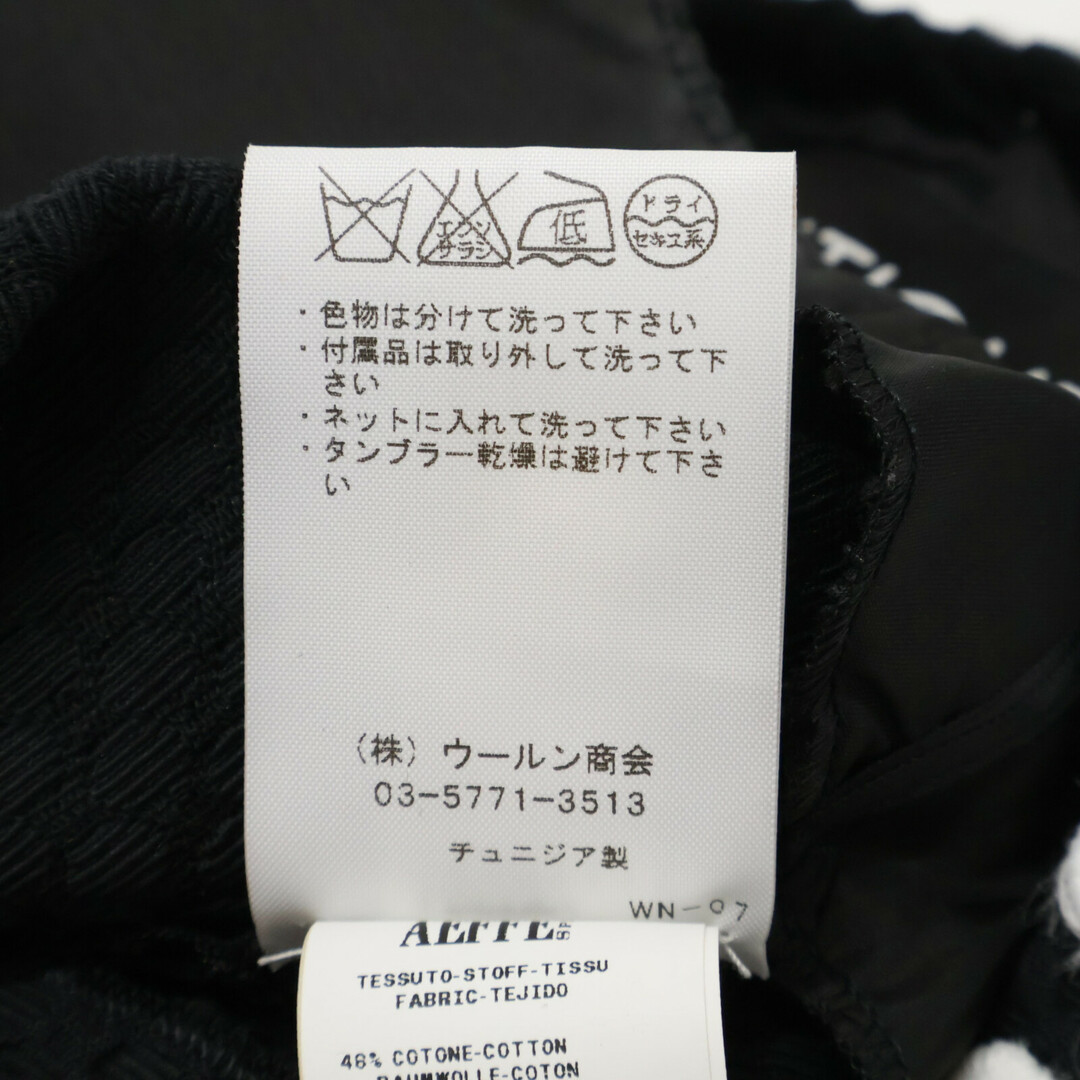 エンソ
サラシ
低
ドライ
セキユ系
・色物は分けて洗って下さい
・付属品は取り外して洗って下
さい
・ネットに入れて洗って下さい
・タンブラー乾燥は避けて下さ
い
(株)ウールン商会
03-5771-3513
チュニジア製
WN-07
AEFFE SP
TESSUTO-STOFF-TISSU
FABRIC-TEJIDO
48% COTONE-COTTON
BAUMWOLLE-COTON